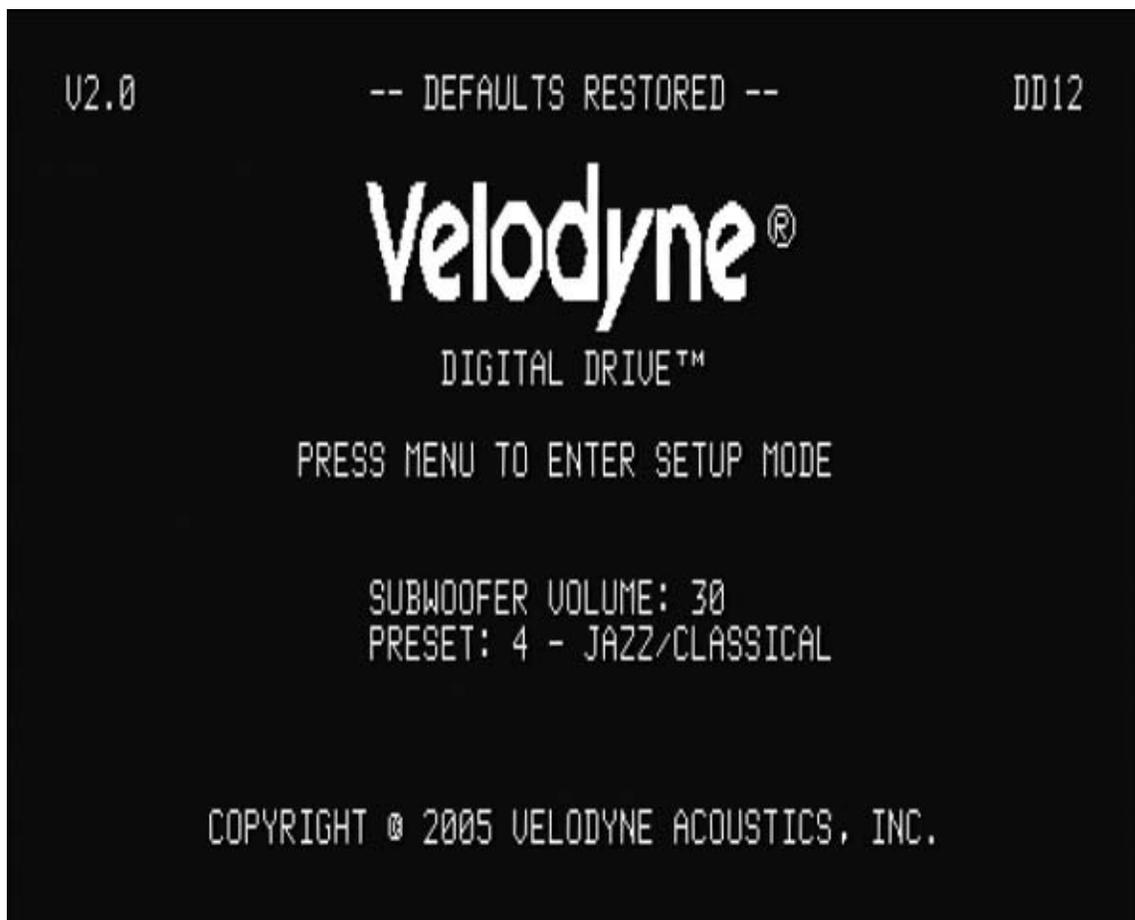 V2.0 -- DEFAULTS RESTORED -- DD12
Velodyne®
DIGITAL DRIVE™
PRESS MENU TO ENTER SETUP MODE
SUBWOOFER VOLUME: 30
PRESET: 4 - JAZZ/CLASSICAL
COPYRIGHT © 2005 VELODYNE ACOUSTICS, INC.